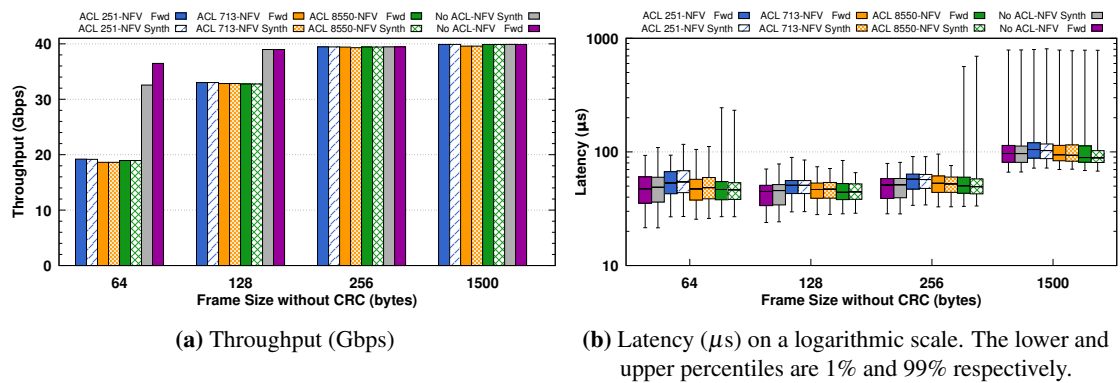 ACL 251-NFV Fwd ACL 713-NFV Fwd ACL 8550-NFV Fwd No ACL-NFV Synth
ACL 251-NFV Synth ACL 713-NFV Synth ACL 8550-NFV Synth No ACL-NFV Fwd
Throughput (Gbps)
40
30
20
10
0
64 128 256 1500
Frame Size without CRC (bytes)
(a) Throughput (Gbps)
ACL 251-NFV Fwd ACL 713-NFV Fwd ACL 8550-NFV Fwd No ACL-NFV Synth
ACL 251-NFV Synth ACL 713-NFV Synth ACL 8550-NFV Synth No ACL-NFV Fwd
Latency (µs)
1000
100
10
64 128 256 1500
Frame Size without CRC (bytes)
(b) Latency (µs) on a logarithmic scale. The lower and
upper percentiles are 1% and 99% respectively.